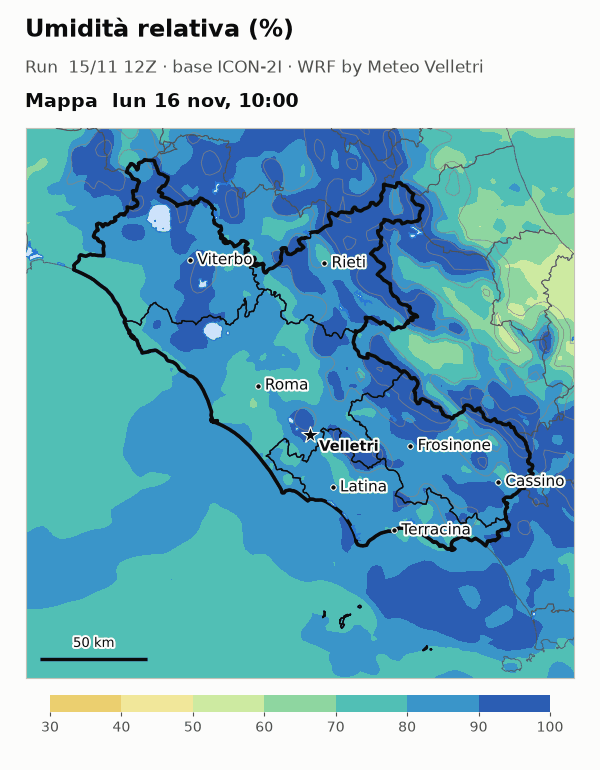 Umidità relativa (%)
Run  15/11 12Z · base ICON-2I · WRF by Meteo Velletri
Mappa  lun 16 nov, 10:00
Viterbo
Rieti
Roma
Velletri
Frosinone
Cassino
Latina
Terracina
50 km
30 40 50 60 70 80 90 100